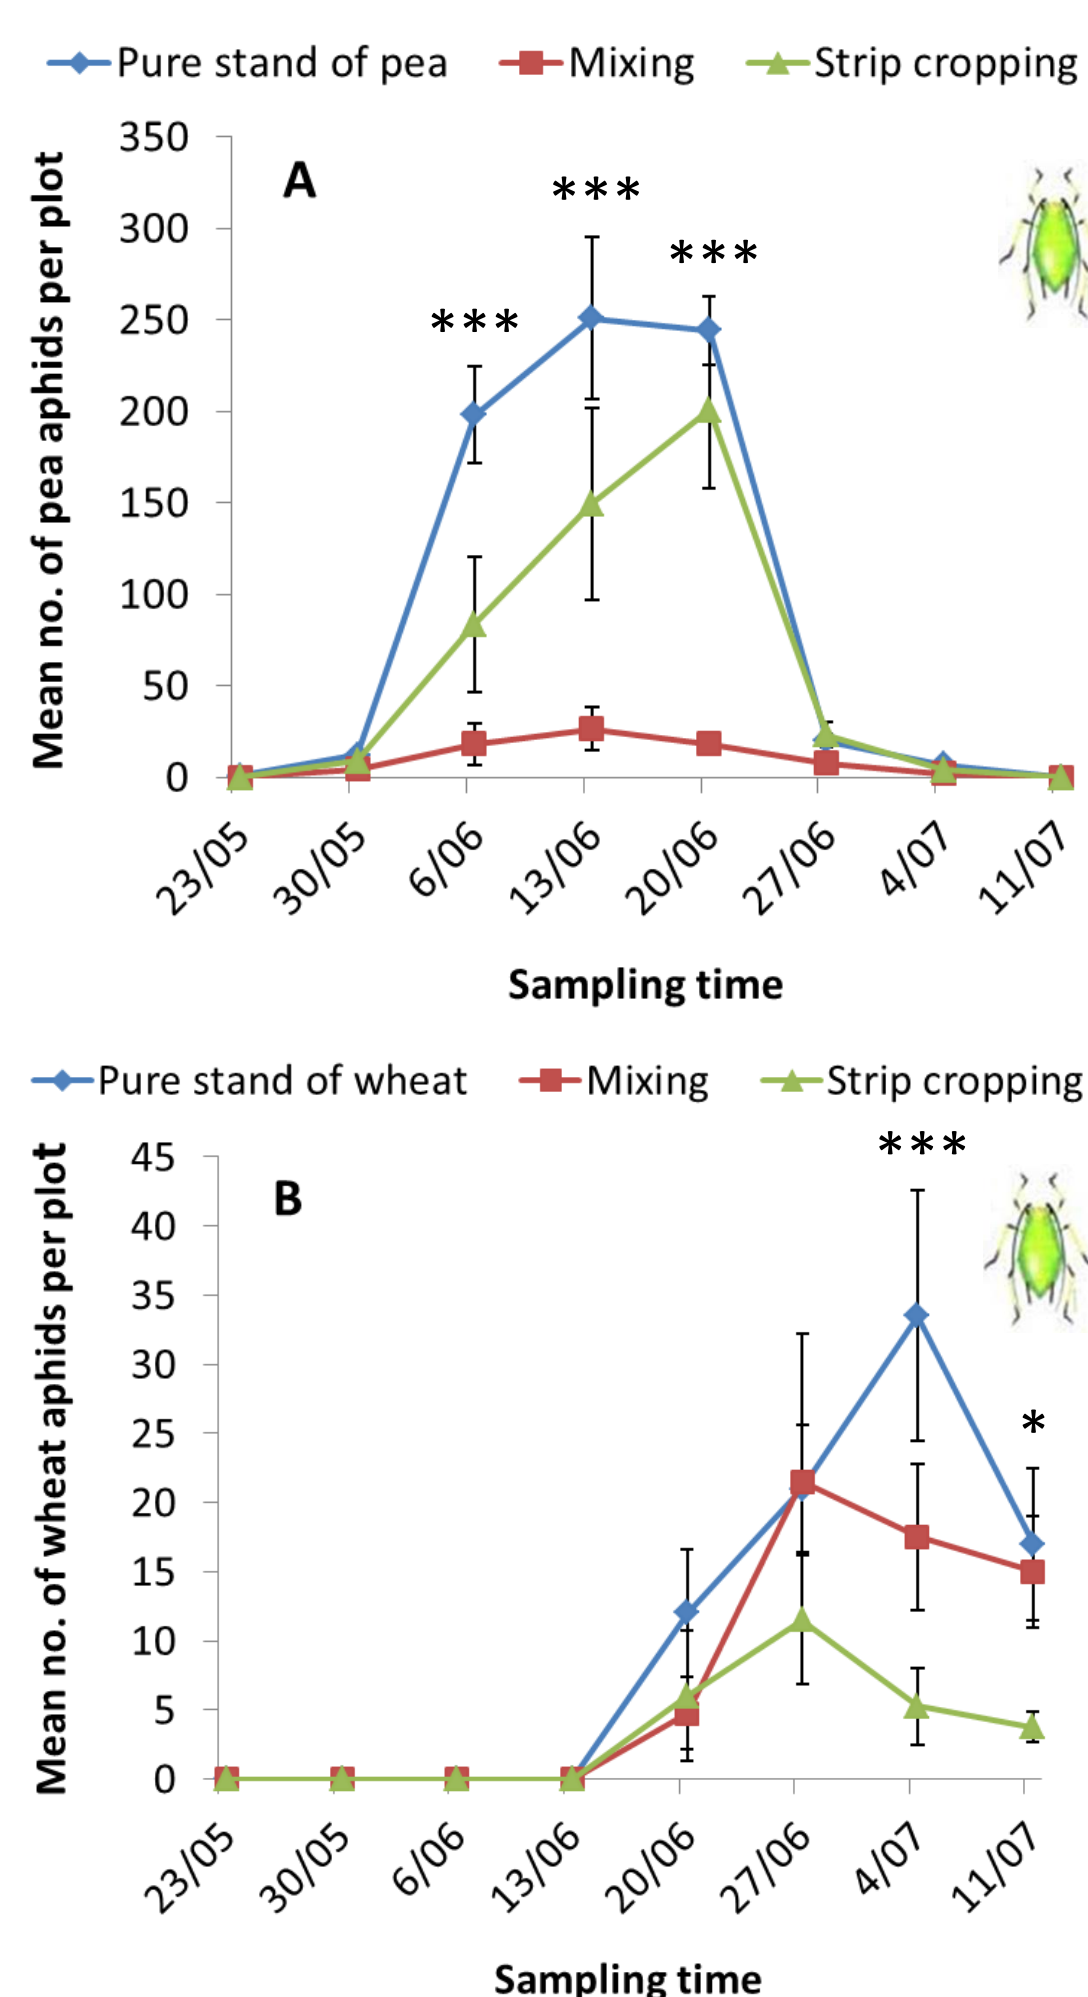 Pure stand of pea Mixing Strip cropping
Mean no. of pea aphids per plot
350
300
250
200
150
100
50
0
A
***
***
***
23/05 30/05 6/06 13/06 20/06 27/06 4/07 11/07
Sampling time
Pure stand of wheat Mixing Strip cropping
Mean no. of wheat aphids per plot
45
40
35
30
25
20
15
10
5
0
B
***
*
23/05 30/05 6/06 13/06 20/06 27/06 4/07 11/07
Sampling time